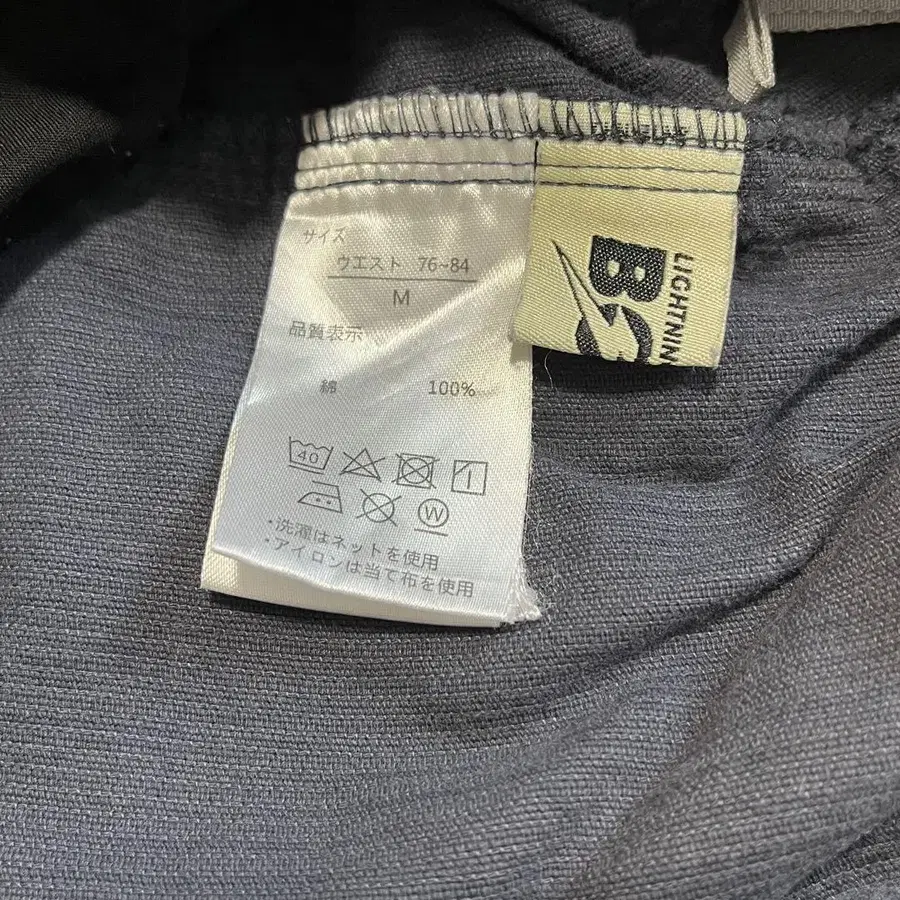 サイズ
ウエスト 76~84
M
品質表示
綿 100%
40
W
・洗濯はネットを使用
・アイロンは当て布を使用
LIGHTNIN
BC